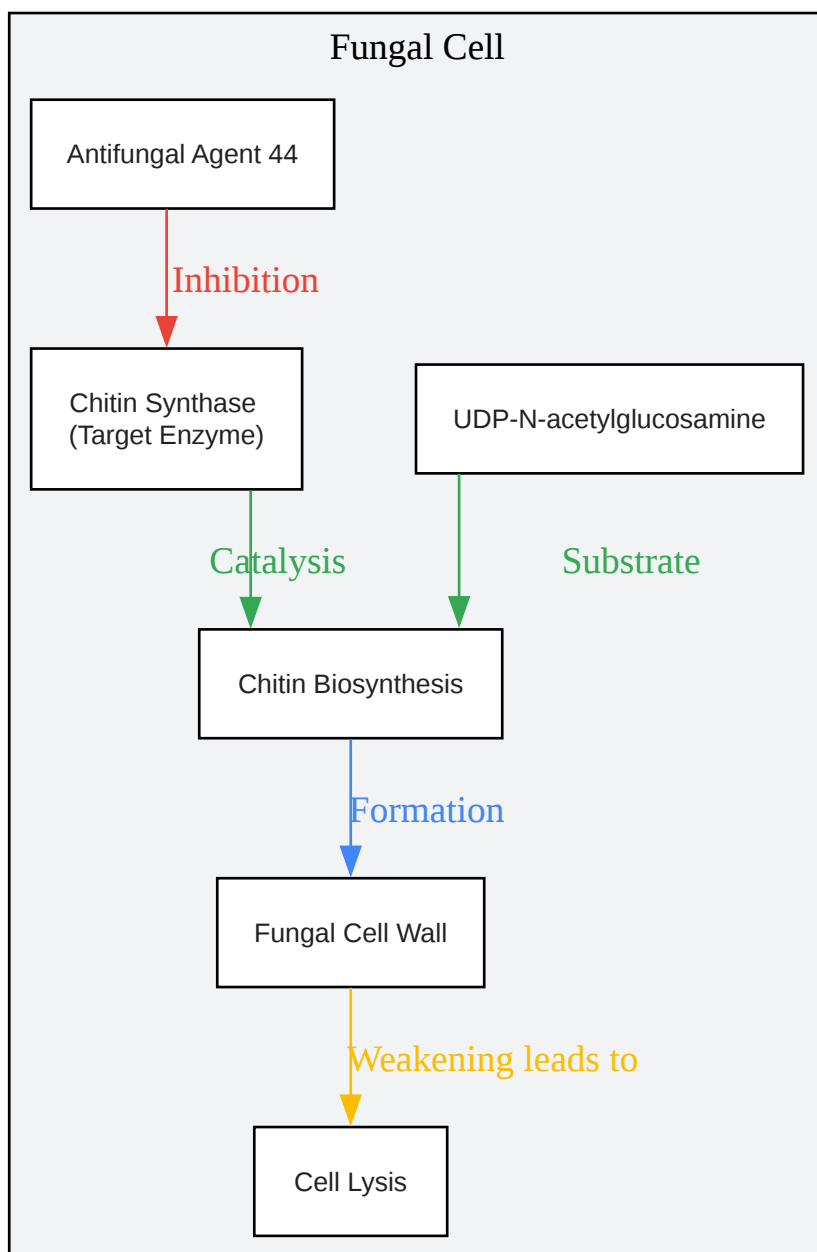 Fungal Cell
Antifungal Agent 44
Inhibition
Chitin Synthase
(Target Enzyme)
UDP-N-acetylglucosamine
Catalysis
Substrate
Chitin Biosynthesis
Formation
Fungal Cell Wall
Weakening leads to
Cell Lysis